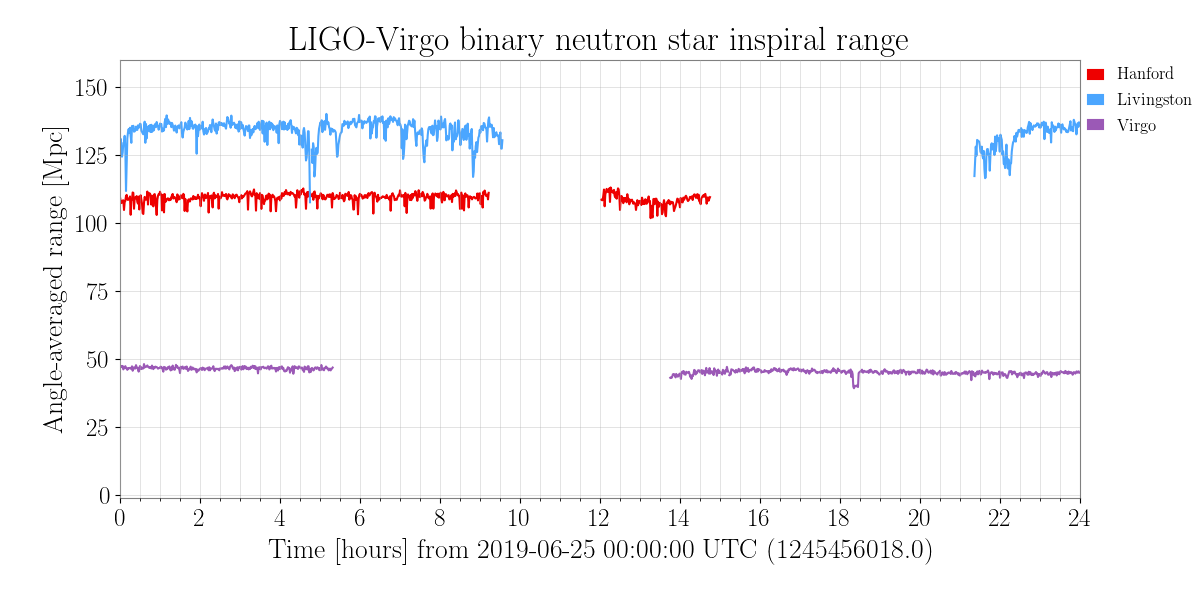 LIGO-Virgo binary neutron star inspiral range
Hanford
Livingston
Virgo
Angle-averaged range [Mpc]
150
125
100
75
50
25
0
0 2 4 6 8 10 12 14 16 18 20 22 24
Time [hours] from 2019-06-25 00:00:00 UTC (1245456018.0)